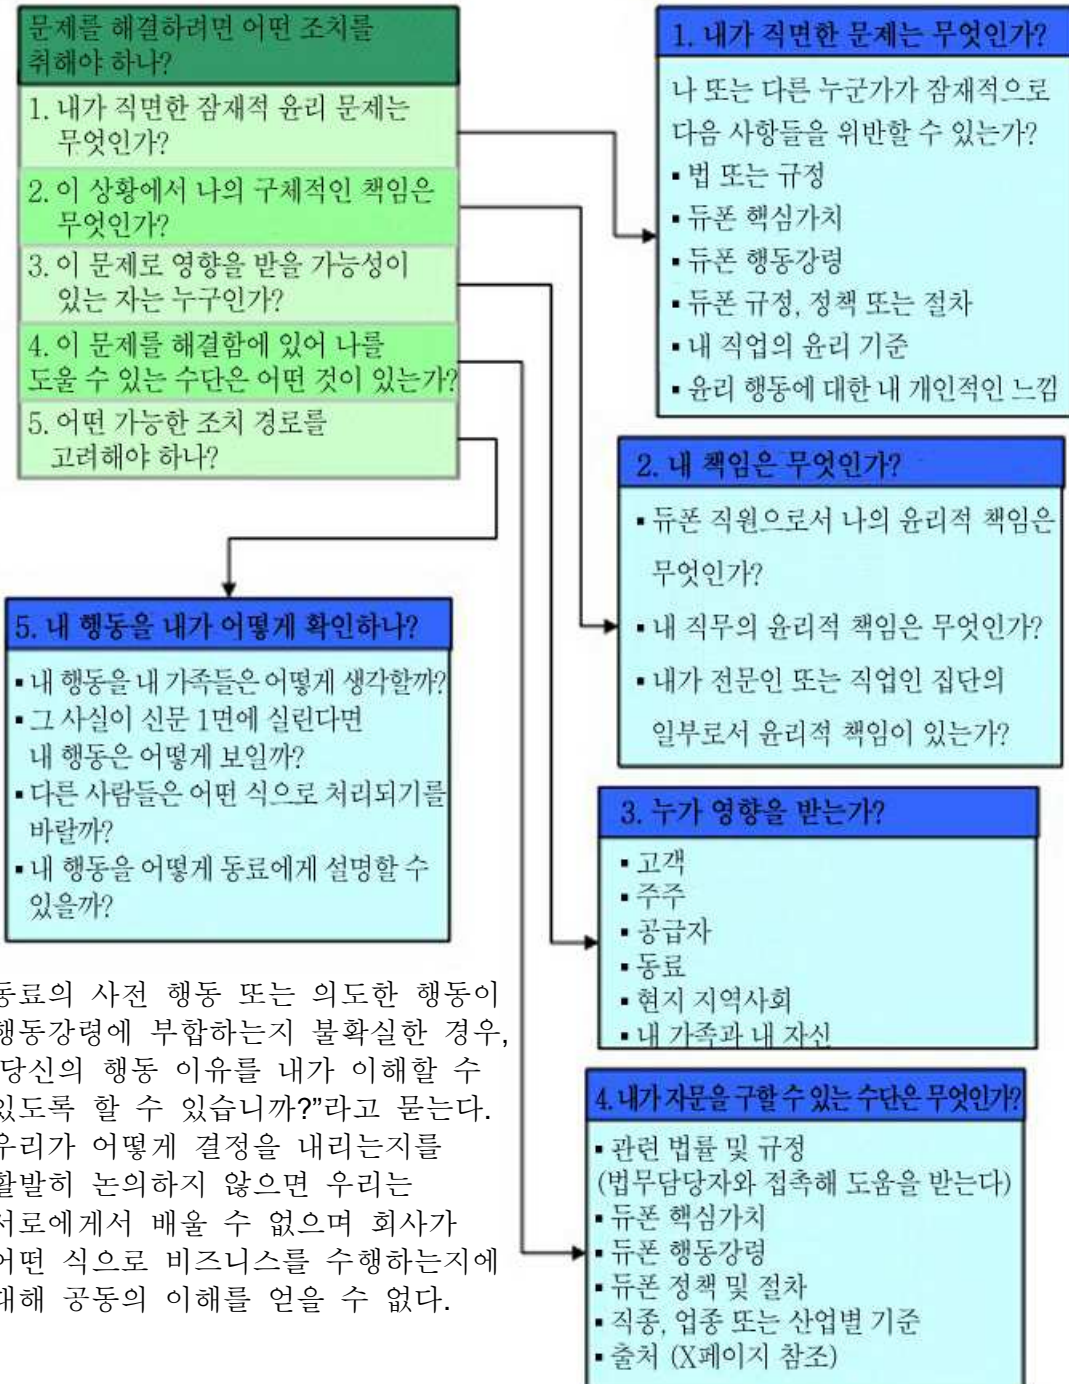 문제를 해결하려면 어떤 조치를
취해야 하나?
1. 내가 직면한 잠재적 윤리 문제는
무엇인가?
2. 이 상황에서 나의 구체적인 책임은
무엇인가?
3. 이 문제로 영향을 받을 가능성이
있는 자는 누구인가?
4. 이 문제를 해결함에 있어 나를
도울 수 있는 수단은 어떤 것이 있는가?
5. 어떤 가능한 조치 경로를
고려해야 하나?
1. 내가 직면한 문제는 무엇인가?
나 또는 다른 누군가가 잠재적으로
다음 사항들을 위반할 수 있는가?
▪ 법 또는 규정
▪ 듀폰 핵심가치
▪ 듀폰 행동강령
▪ 듀폰 규정, 정책 또는 절차
▪ 내 직업의 윤리 기준
▪ 윤리 행동에 대한 내 개인적인 느낌
2. 내 책임은 무엇인가?
▪ 듀폰 직원으로서 나의 윤리적 책임은
무엇인가?
▪ 내 직무의 윤리적 책임은 무엇인가?
▪ 내가 전문인 또는 직업인 집단의
일부로서 윤리적 책임이 있는가?
3. 누가 영향을 받는가?
▪ 고객
▪ 주주
▪ 공급자
▪ 동료
▪ 현지 지역사회
▪ 내 가족과 내 자신
4. 내가 자문을 구할 수 있는 수단은 무엇인가?
▪ 관련 법률 및 규정
(법무담당자와 접촉해 도움을 받는다)
▪ 듀폰 핵심가치
▪ 듀폰 행동강령
▪ 듀폰 정책 및 절차
▪ 직종, 업종 또는 산업별 기준
▪ 출처 (X페이지 참조)
5. 내 행동을 내가 어떻게 확인하나?
▪ 내 행동을 내 가족들은 어떻게 생각할까?
▪ 그 사실이 신문 1면에 실린다면
내 행동은 어떻게 보일까?
▪ 다른 사람들은 어떤 식으로 처리되기를
바랄까?
▪ 내 행동을 어떻게 동료에게 설명할 수
있을까?
동료의 사전 행동 또는 의도한 행동이
행동강령에 부합하는지 불확실한 경우,
당신의 행동 이유를 내가 이해할 수
있도록 할 수 있습니까?”라고 묻는다.
우리가 어떻게 결정을 내리는지를
활발히 논의하지 않으면 우리는
서로에게서 배울 수 없으며 회사가
어떤 식으로 비즈니스를 수행하는지에
대해 공동의 이해를 얻을 수 없다.